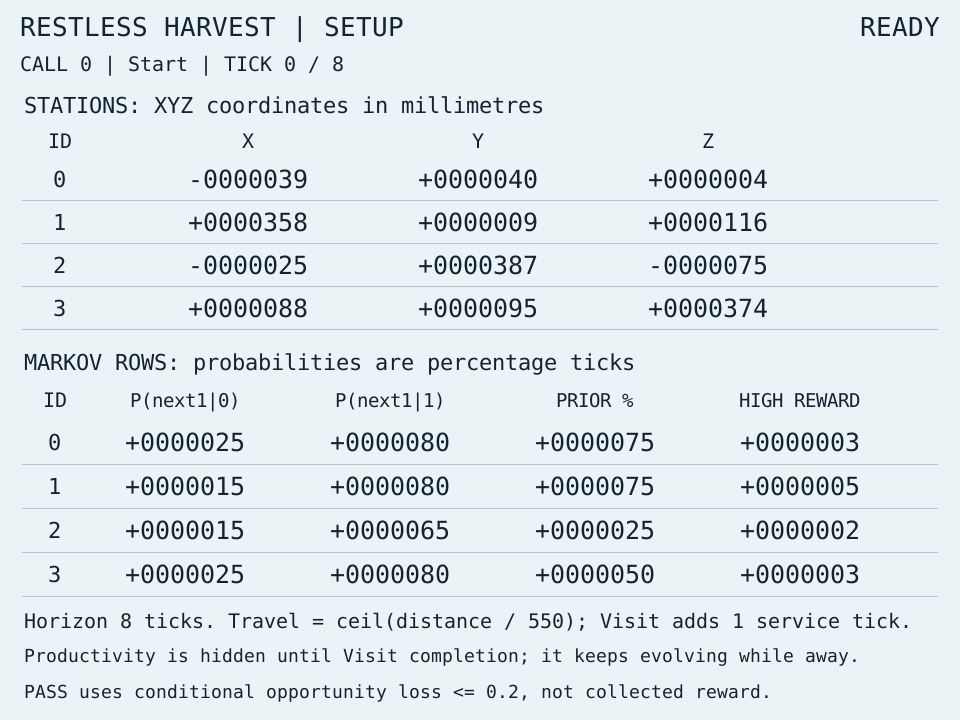 RESTLESS HARVEST | SETUP READY
CALL 0 | Start | TICK 0 / 8
STATIONS: XYZ coordinates in millimetres
ID X Y Z
0 -0000039 +0000040 +0000004
1 +0000358 +0000009 +0000116
2 -0000025 +0000387 -0000075
3 +0000088 +0000095 +0000374
MARKOV ROWS: probabilities are percentage ticks
ID P(next1|0) P(next1|1) PRIOR % HIGH REWARD
0 +0000025 +0000080 +0000075 +0000003
1 +0000015 +0000080 +0000075 +0000005
2 +0000015 +0000065 +0000025 +0000002
3 +0000025 +0000080 +0000050 +0000003
Horizon 8 ticks. Travel = ceil(distance / 550); Visit adds 1 service tick.
Productivity is hidden until Visit completion; it keeps evolving while away.
PASS uses conditional opportunity loss <= 0.2, not collected reward.